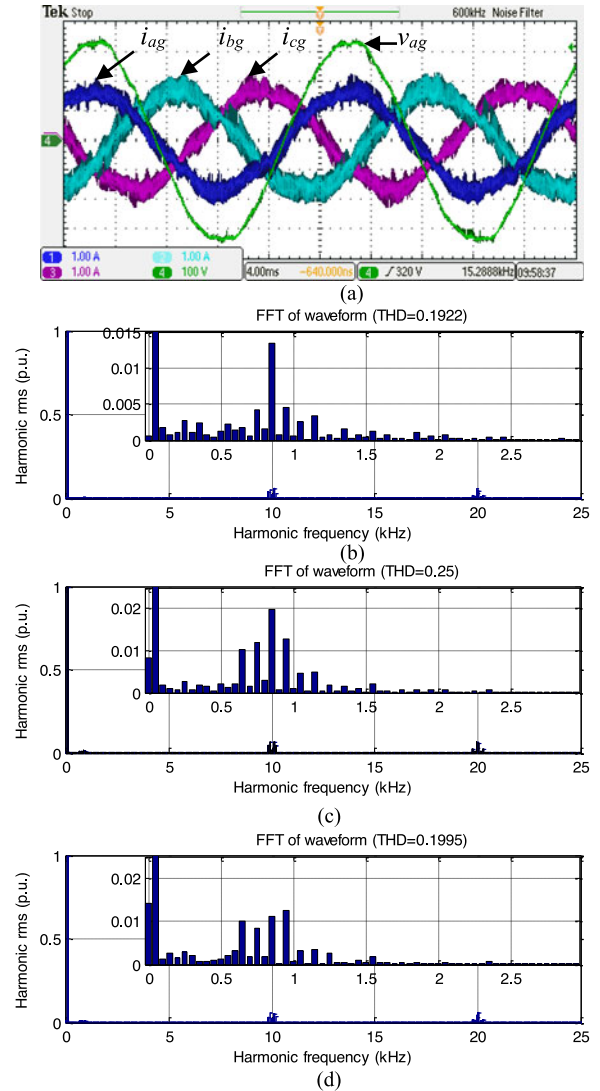 Tek Stop 600kHz Noise Filter
iag ibg icg vag
4
1 1.00 A 1.00 A
3 1.00 A 4 100 V
4.00ms -640.000ns 4 ∫ 320 V 15.2888kHz 09:58:37
(a)
FFT of waveform (THD=0.1922)
Harmonic rms (p.u.)
1
0.5
0
0.015
0.01
0.005
0
0 0.5 1 1.5 2 2.5
0 5 10 15 20 25
Harmonic frequency (kHz)
(b)
FFT of waveform (THD=0.25)
Harmonic rms (p.u.)
1
0.5
0
0.02
0.01
0
0 0.5 1 1.5 2 2.5
0 5 10 15 20 25
Harmonic frequency (kHz)
(c)
FFT of waveform (THD=0.1995)
Harmonic rms (p.u.)
1
0.5
0
0.02
0.01
0
0 0.5 1 1.5 2 2.5
0 5 10 15 20 25
Harmonic frequency (kHz)
(d)